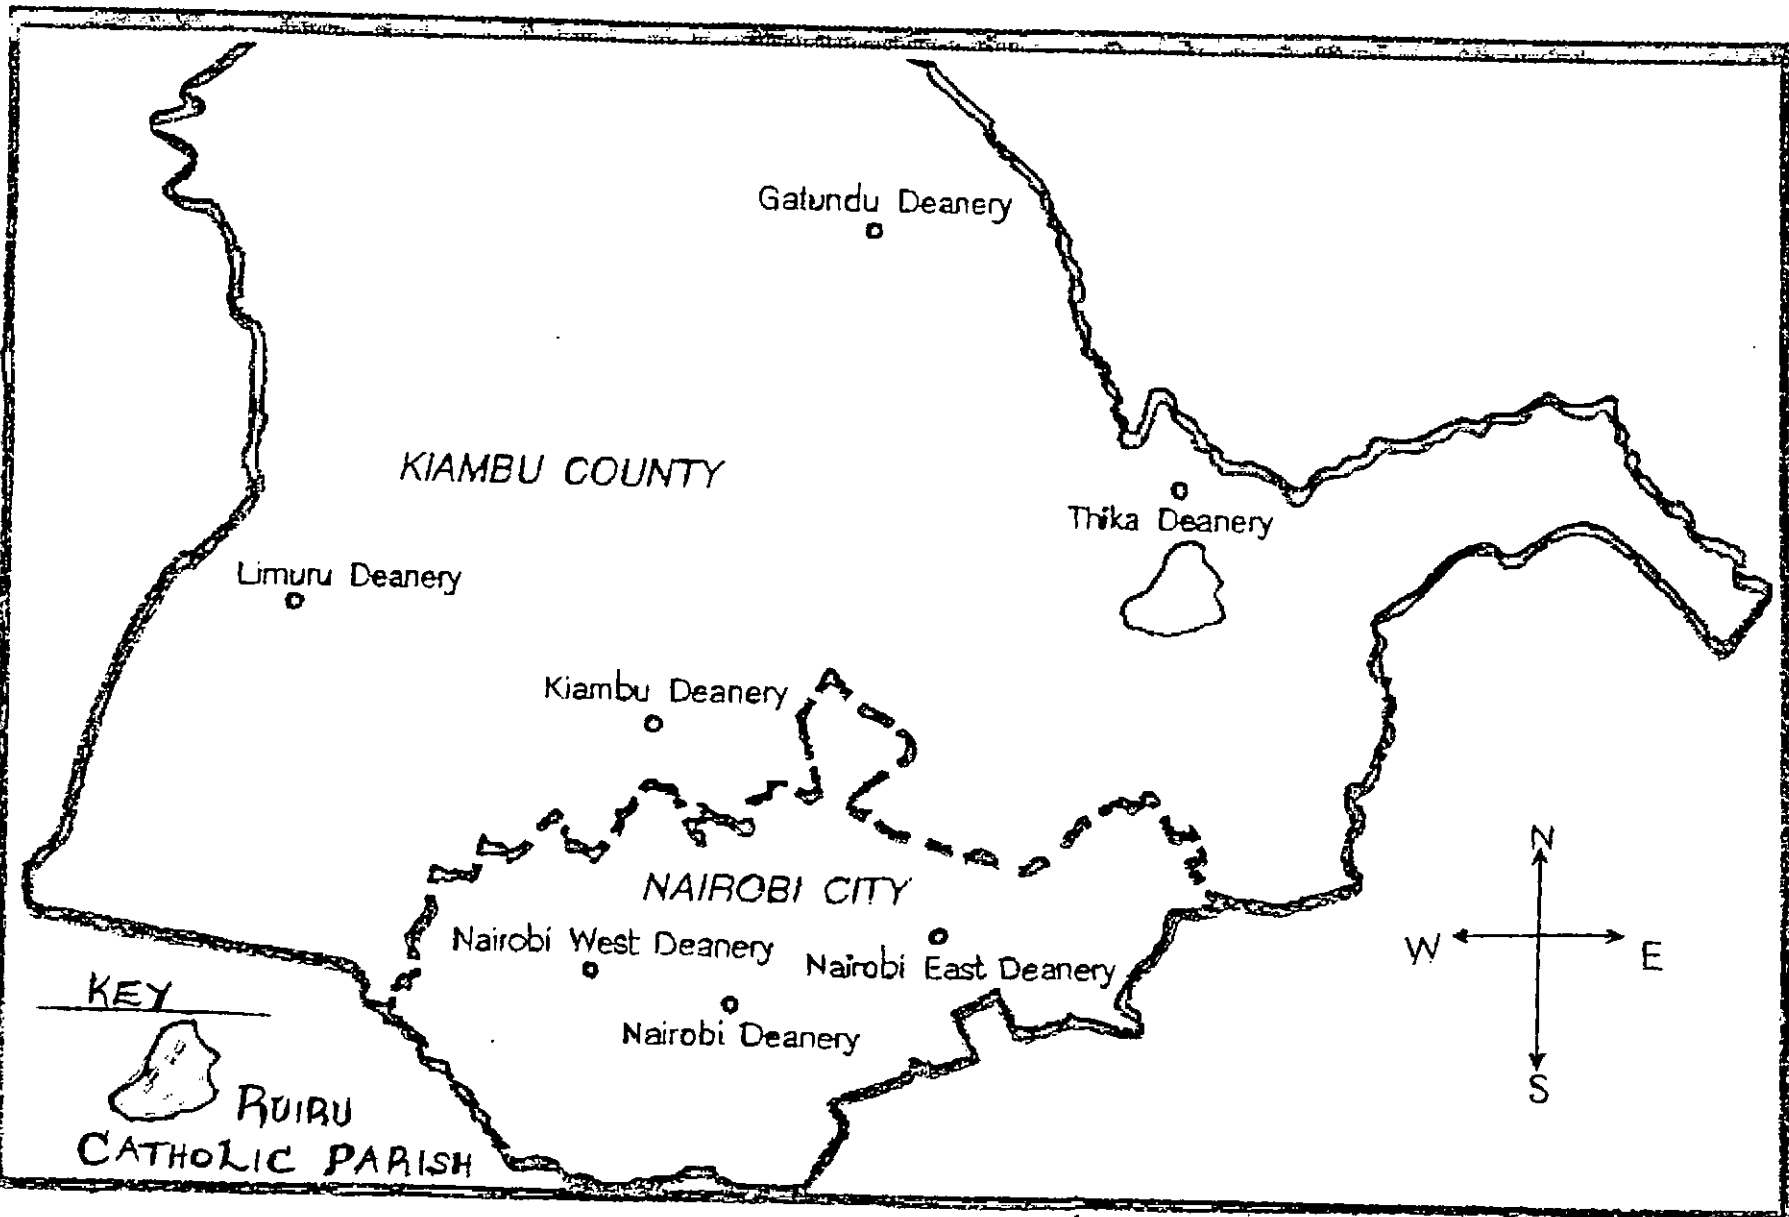 Gatundu Deanery
KIAMBU COUNTY
Thika Deanery
Limuru Deanery
Kiambu Deanery
NAIROBI CITY
Nairobi West Deanery
Nairobi East Deanery
Nairobi Deanery
N
W
E
S
KEY
RUIRU
CATHOLIC PARISH